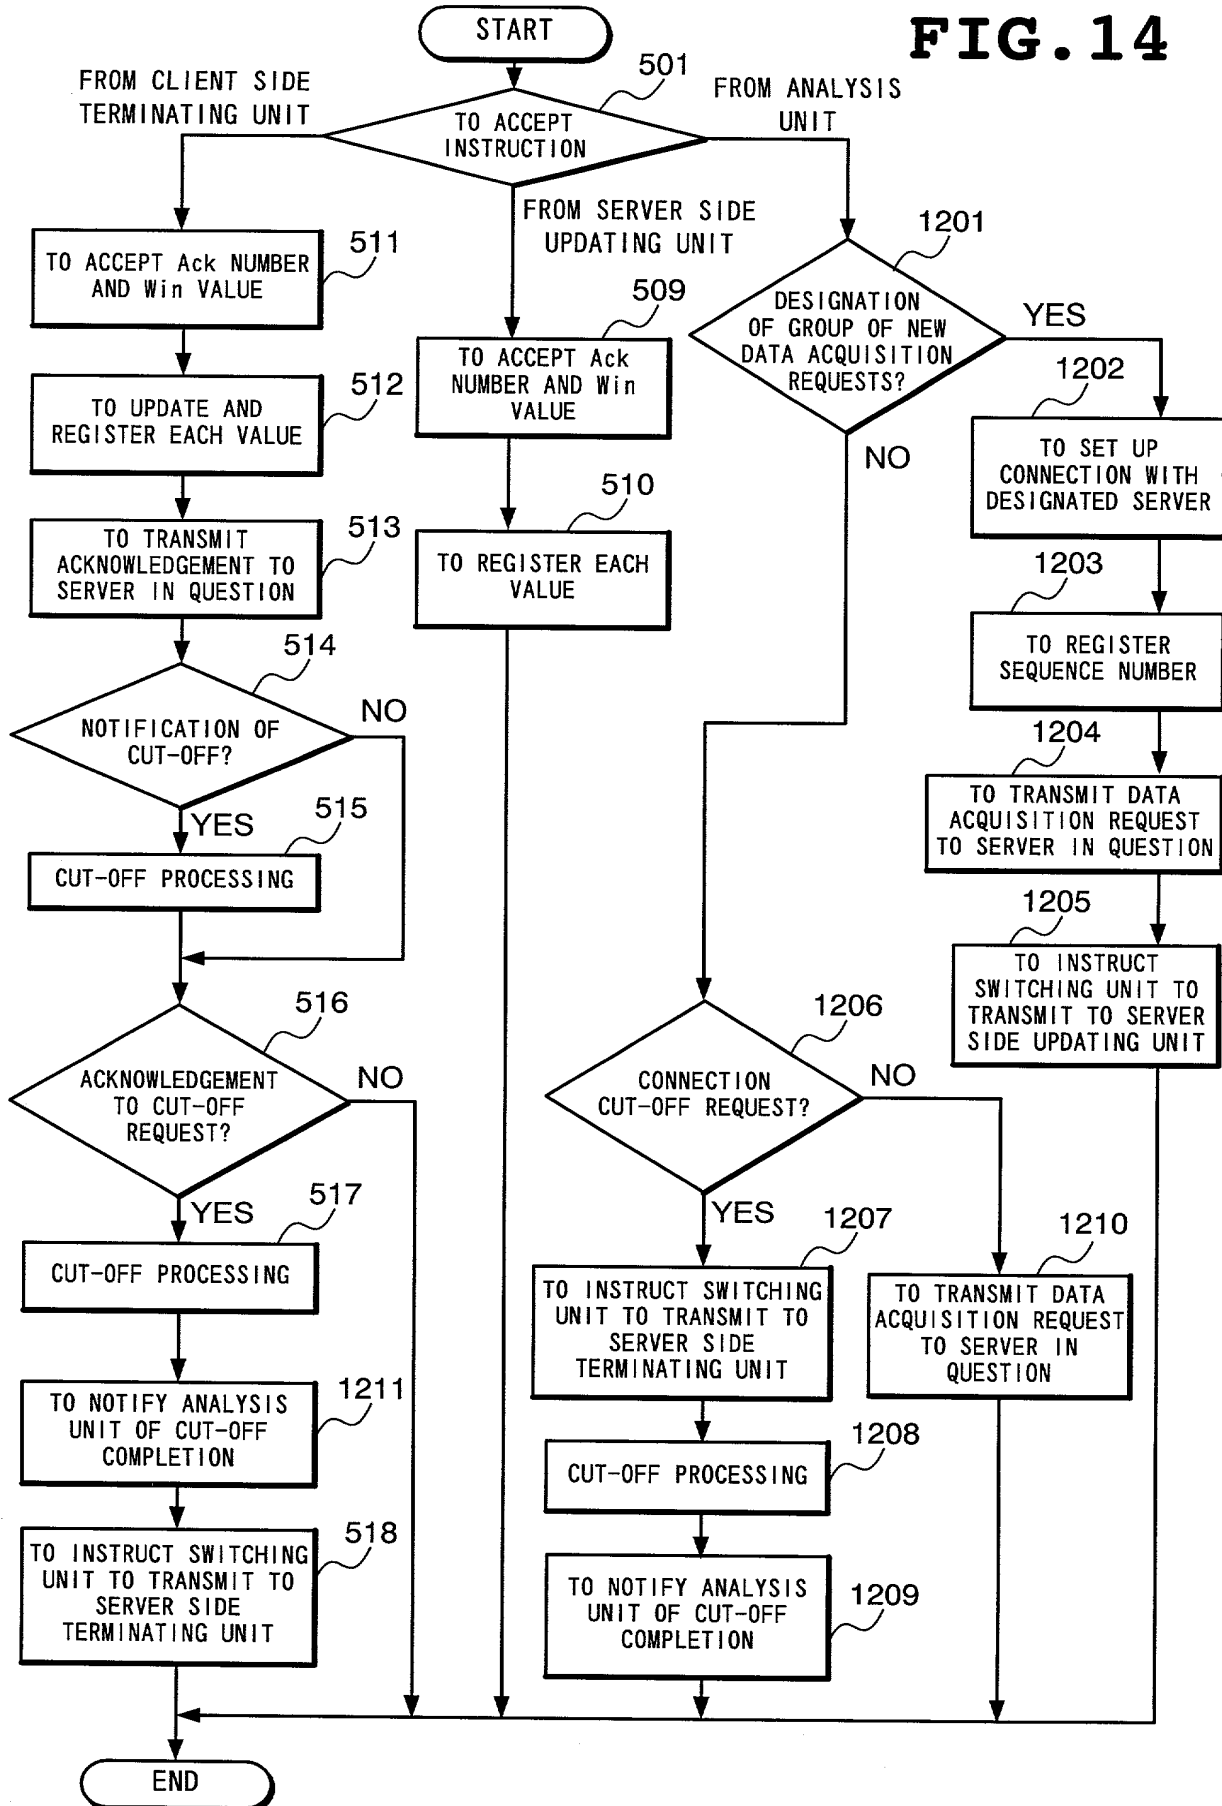 FIG.14
START
FROM CLIENT SIDE
TERMINATING UNIT
501
TO ACCEPT
INSTRUCTION
FROM ANALYSIS
UNIT
FROM SERVER SIDE
UPDATING UNIT
511
TO ACCEPT Ack NUMBER
AND Win VALUE
512
TO UPDATE AND
REGISTER EACH VALUE
513
TO TRANSMIT
ACKNOWLEDGEMENT TO
SERVER IN QUESTION
514
NOTIFICATION OF
CUT-OFF?
NO
YES
515
CUT-OFF PROCESSING
516
ACKNOWLEDGEMENT
TO CUT-OFF
REQUEST?
NO
YES
517
CUT-OFF PROCESSING
1211
TO NOTIFY ANALYSIS
UNIT OF CUT-OFF
COMPLETION
518
TO INSTRUCT SWITCHING
UNIT TO TRANSMIT TO
SERVER SIDE
TERMINATING UNIT
END
509
TO ACCEPT Ack
NUMBER AND Win
VALUE
510
TO REGISTER EACH
VALUE
1201
DESIGNATION
OF GROUP OF NEW
DATA ACQUISITION
REQUESTS?
YES
NO
1202
TO SET UP
CONNECTION WITH
DESIGNATED SERVER
1203
TO REGISTER
SEQUENCE NUMBER
1204
TO TRANSMIT DATA
ACQUISITION REQUEST
TO SERVER IN QUESTION
1205
TO INSTRUCT
SWITCHING UNIT TO
TRANSMIT TO SERVER
SIDE UPDATING UNIT
1206
CONNECTION
CUT-OFF REQUEST?
NO
YES
1207
TO INSTRUCT SWITCHING
UNIT TO TRANSMIT TO
SERVER SIDE
TERMINATING UNIT
1208
CUT-OFF PROCESSING
1209
TO NOTIFY ANALYSIS
UNIT OF CUT-OFF
COMPLETION
1210
TO TRANSMIT DATA
ACQUISITION REQUEST
TO SERVER IN
QUESTION